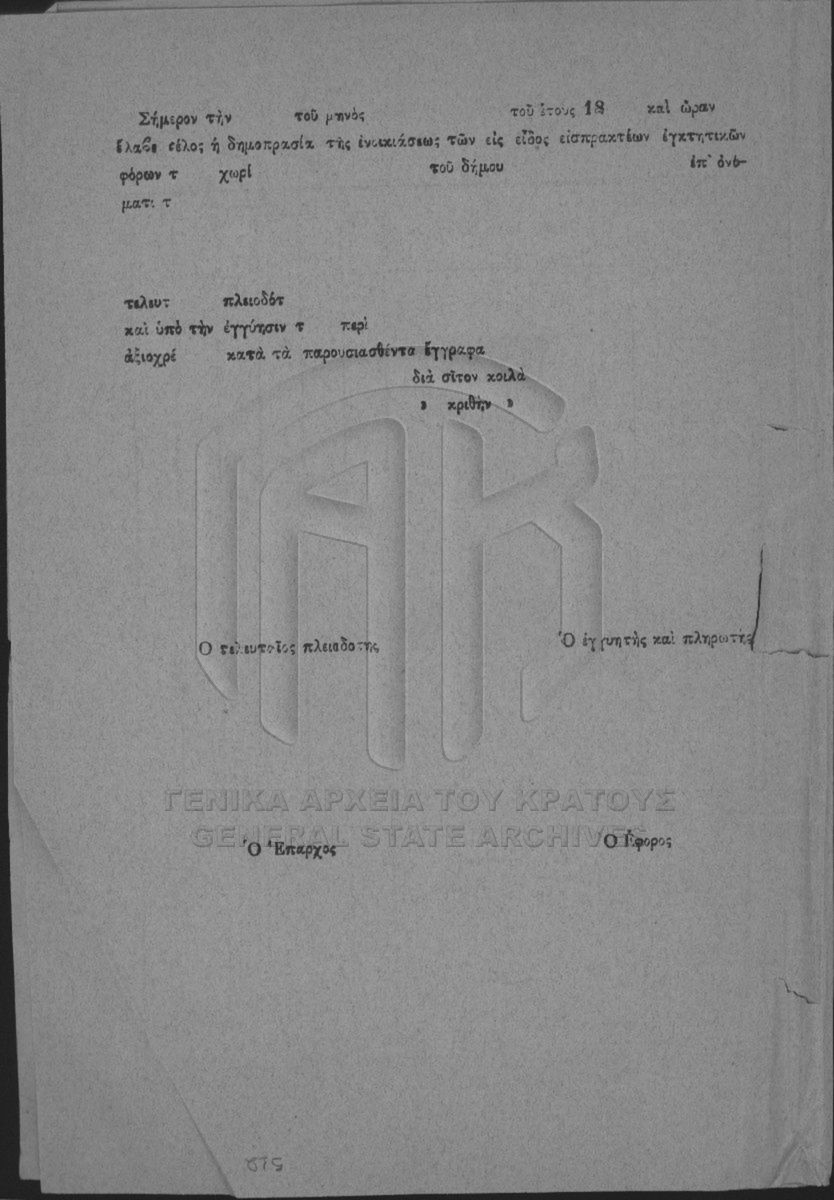 Σήμερον τὴν τοῦ μηνὸς τοῦ ἔτους 18 καὶ ὥραν
ἔλαβε τέλος ἡ δημοπρασία τῆς ἐνοικιάσεως τῶν εἰς εἶδος εἰσπρακτέων ἐγκτητικῶν
φόρων τ χωρί τοῦ δήμου ἐπ' ὀνό-
ματι τ
τελευτ πλειοδότ
καὶ ὑπὸ τὴν ἐγγύησιν τ περὶ
ἀξιοχρέ κατὰ τὰ παρουσιασθέντα ἔγγραφα
διὰ σῖτον κοιλὰ
» κριθὴν »
Ὁ τελευταῖος πλειοδότης Ὁ ἐγγυητὴς καὶ πληρωτής
ΓΕΝΙΚΑ ΑΡΧΕΙΑ ΤΟΥ ΚΡΑΤΟΥΣ
GENERAL STATE ARCHIVES
Ὁ Ἔπαρχος Ὁ Ἔφορος